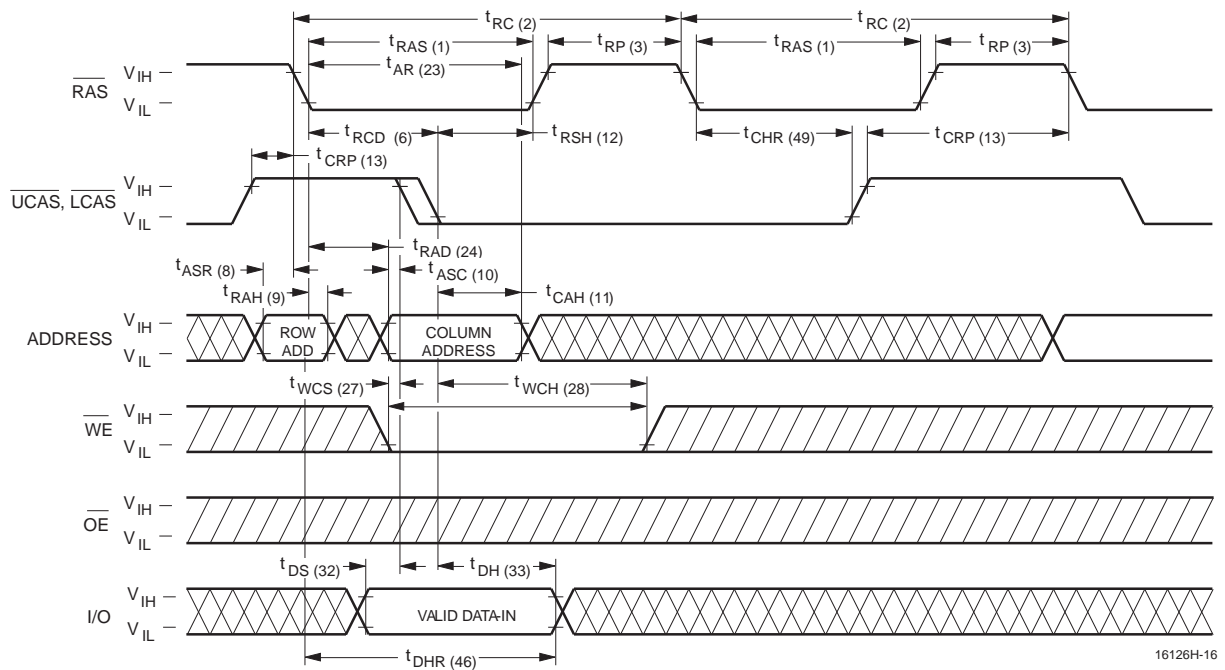 tRC (2) tRC (2)
tRAS (1) tRP (3) tRAS (1) tRP (3)
tAR (23)
RAS VIH
VIL
tRCD (6) tRSH (12) tCHR (49) tCRP (13)
tCRP (13)
UCAS, LCAS VIH
VIL
tRAD (24)
tASR (8) tASC (10)
tRAH (9) tCAH (11)
ADDRESS VIH ROW ADD COLUMN ADDRESS
VIL
tWCS (27) tWCH (28)
WE VIH
VIL
OE VIH
VIL
tDS (32) tDH (33)
I/O VIH VALID DATA-IN
VIL
tDHR (46)
16126H-16